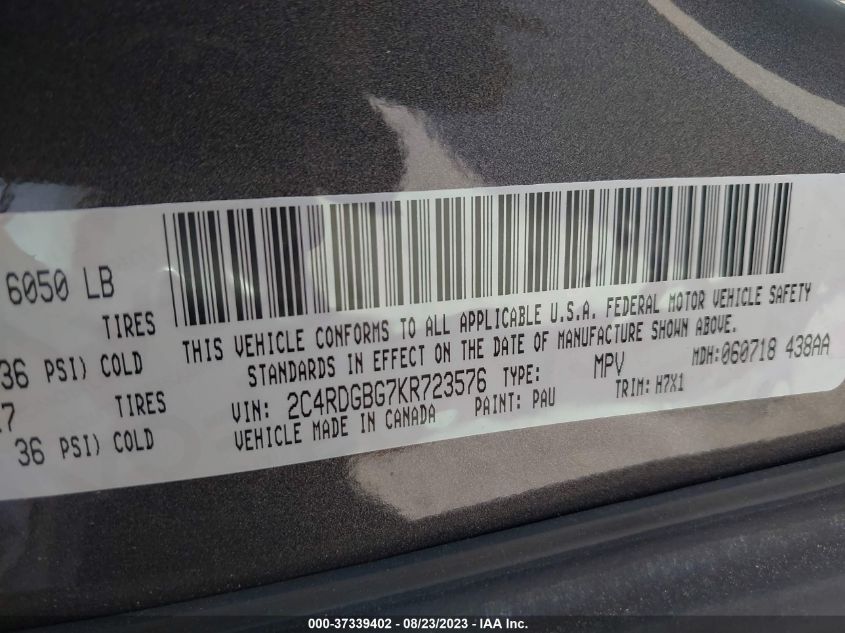 6050 LB
TIRES
36 PSI) COLD
7 TIRES
36 PSI) COLD
THIS VEHICLE CONFORMS TO ALL APPLICABLE U.S.A. FEDERAL MOTOR VEHICLE SAFETY
STANDARDS IN EFFECT ON THE DATE OF MANUFACTURE SHOWN ABOVE.
VIN: 2C4RDGBG7KR723576 TYPE: MPV MDH:060718 438AA
VEHICLE MADE IN CANADA PAINT: PAU TRIM: H7X1
000-37339402 - 08/23/2023 - Copyright © IAA, Inc.